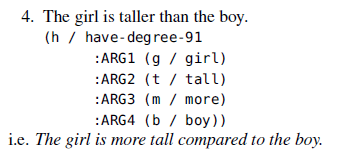 4. The girl is taller than the boy.
(h / have-degree-91
:ARG1 (g / girl)
:ARG2 (t / tall)
:ARG3 (m / more)
:ARG4 (b / boy))
i.e. The girl is more tall compared to the boy.